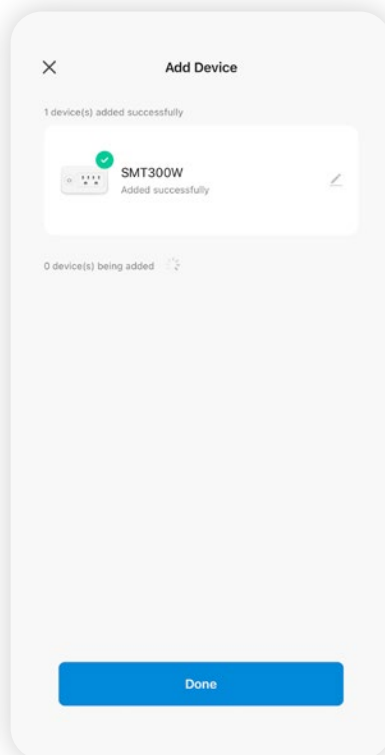 Add Device
1 device(s) added successfully
SMT300W
Added successfully
0 device(s) being added
Done